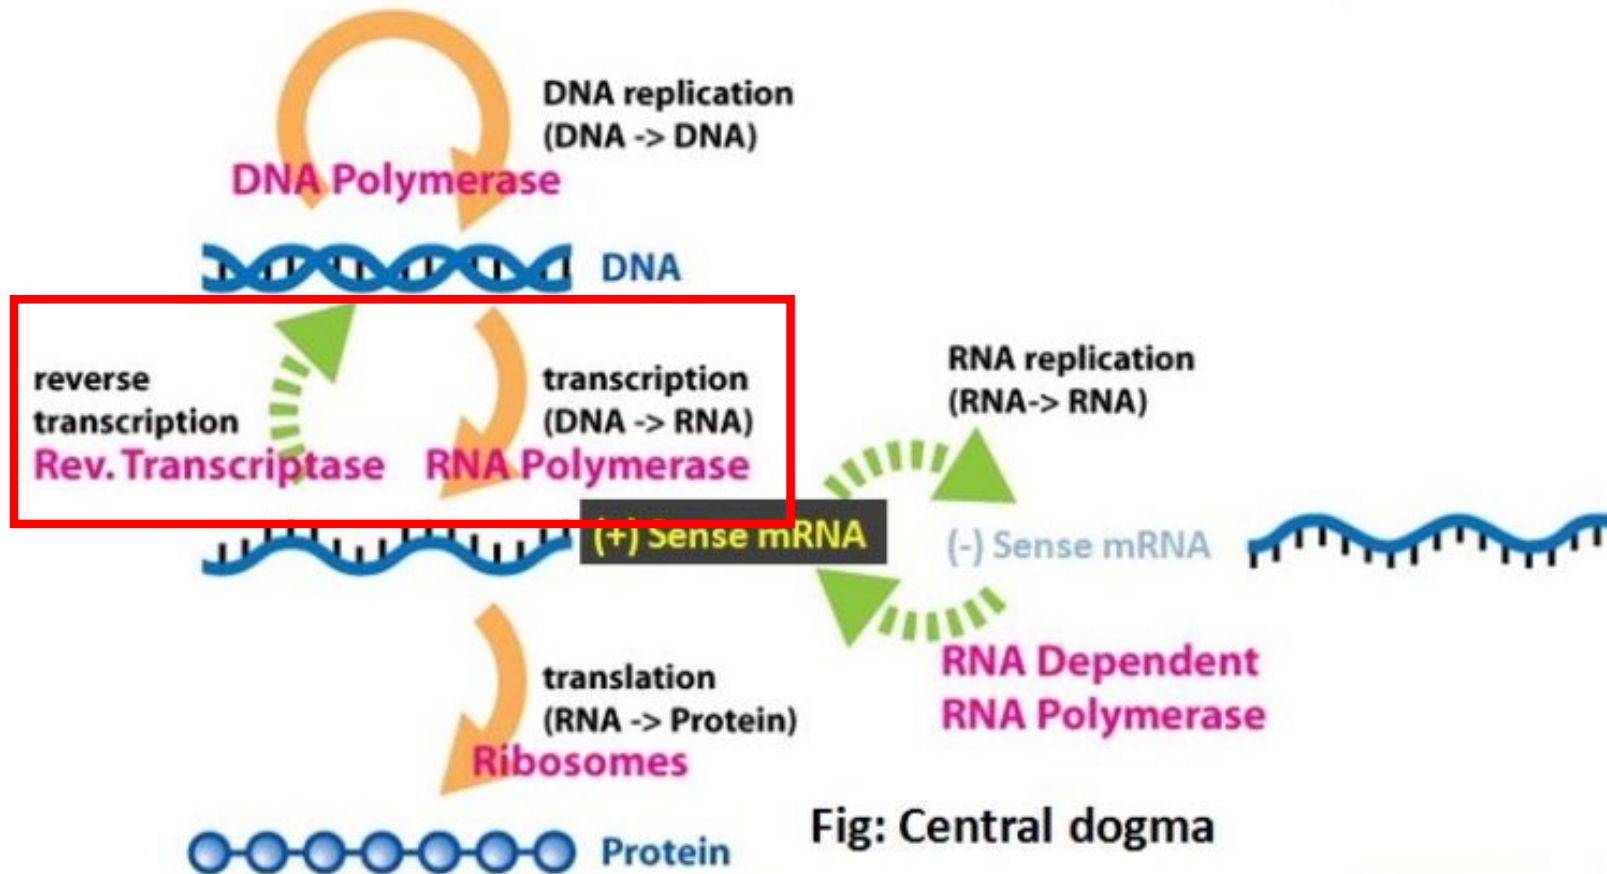 DNA replication
(DNA -> DNA)
DNA Polymerase
DNA
reverse
transcription
Rev. Transcriptase
transcription
(DNA -> RNA)
RNA Polymerase
RNA replication
(RNA-> RNA)
(+) Sense mRNA
(-) Sense mRNA
RNA Dependent
RNA Polymerase
translation
(RNA -> Protein)
Ribosomes
Protein
Fig: Central dogma